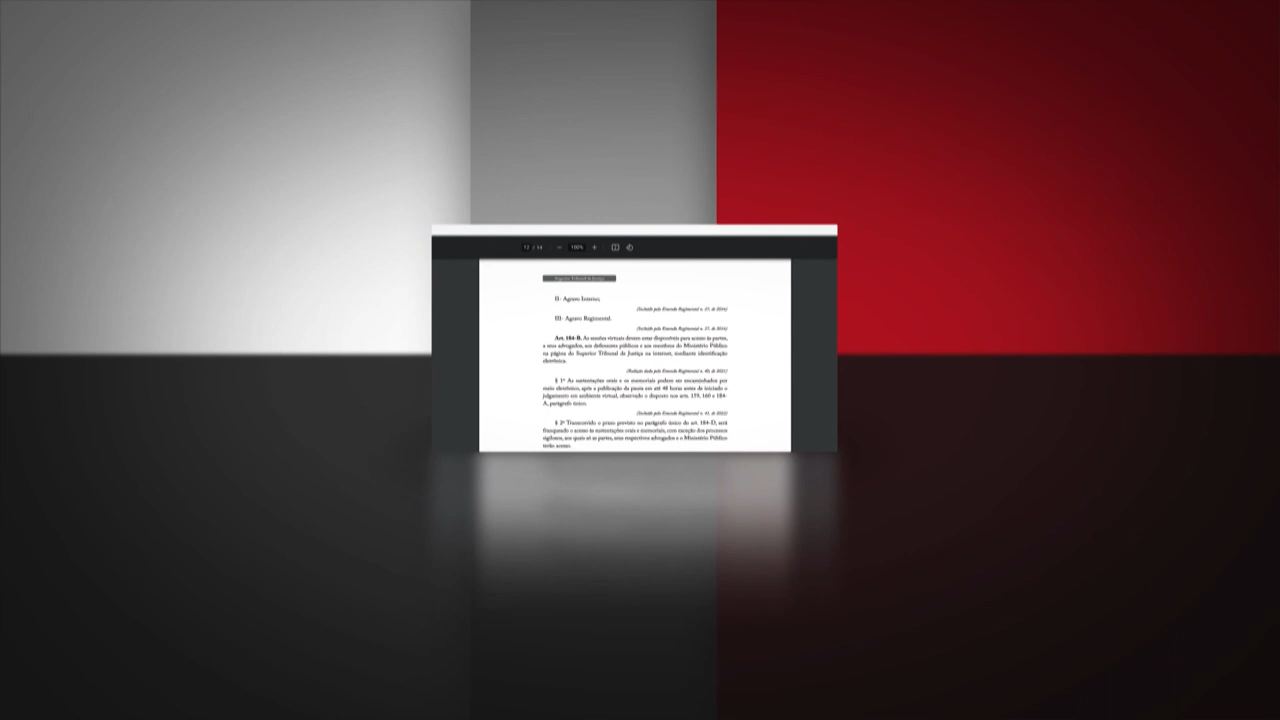 12 / 14 − 100% +
Superior Tribunal de Justiça
II - Agravo Interno;
(Incluído pela Emenda Regimental n. 27, de 2016)
III - Agravo Regimental.
(Incluído pela Emenda Regimental n. 27, de 2016)
Art. 184-B. As sessões virtuais devem estar disponíveis para acesso às partes,
a seus advogados, aos defensores públicos e aos membros do Ministério Público
na página do Superior Tribunal de Justiça na internet, mediante identificação
eletrônica.
(Redação dada pela Emenda Regimental n. 40, de 2021)
§ 1º As sustentações orais e os memoriais podem ser encaminhados por
meio eletrônico, após a publicação da pauta em até 48 horas antes de iniciado o
julgamento em ambiente virtual, observado o disposto nos arts. 159, 160 e 184-
A, parágrafo único.
(Incluído pela Emenda Regimental n. 41, de 2022)
§ 2º Transcorrido o prazo previsto no parágrafo único do art. 184-D, será
franqueado o acesso às sustentações orais e memoriais, com exceção dos processos
sigilosos, aos quais só as partes, seus respectivos advogados e o Ministério Público
terão acesso.